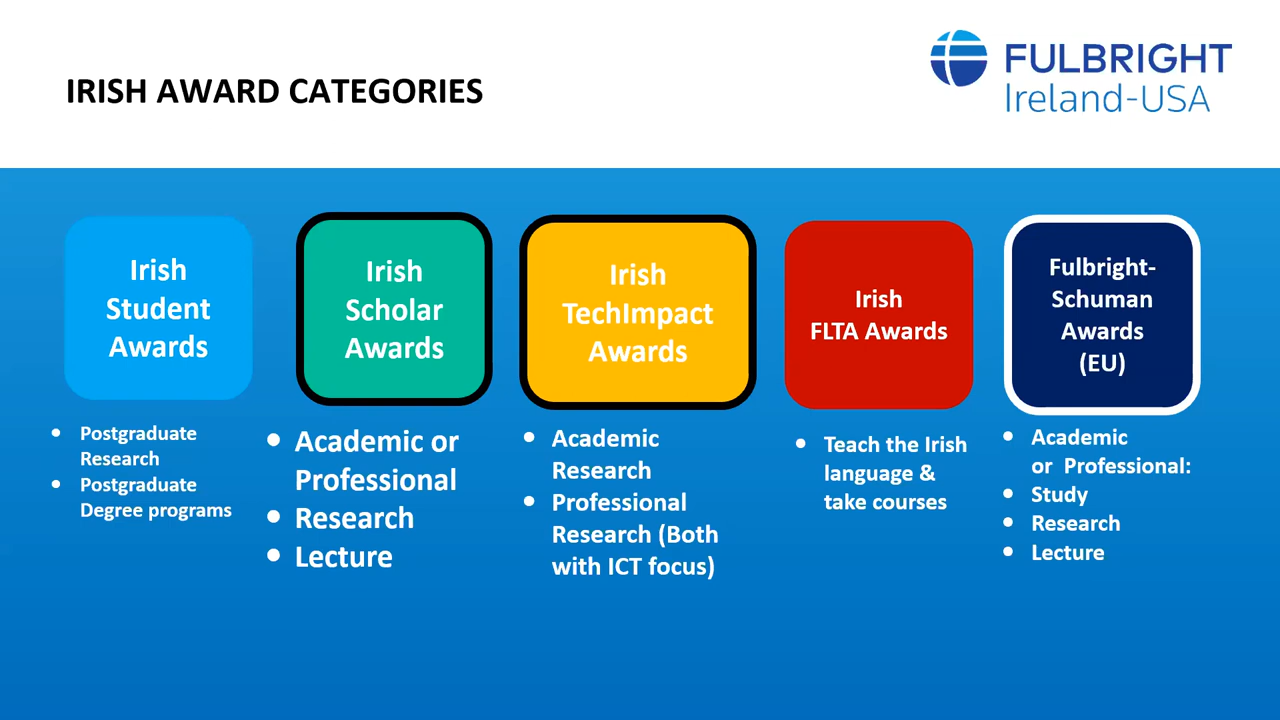 FULBRIGHT
Ireland-USA
IRISH AWARD CATEGORIES
Irish
Student
Awards
• Postgraduate
Research
• Postgraduate
Degree programs
Irish
Scholar
Awards
• Academic or
Professional
• Research
• Lecture
Irish
TechImpact
Awards
• Academic
Research
• Professional
Research (Both
with ICT focus)
Irish
FLTA Awards
• Teach the Irish
language &
take courses
Fulbright-
Schuman
Awards
(EU)
• Academic
or Professional:
• Study
• Research
• Lecture